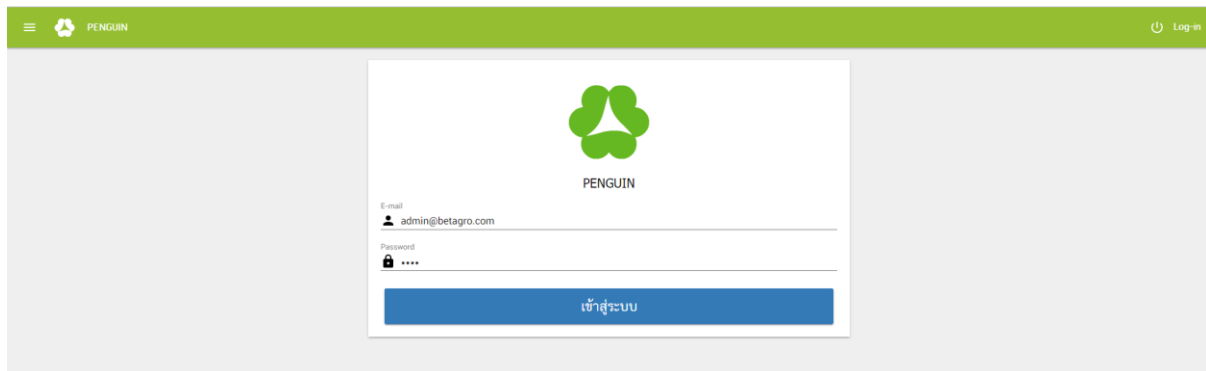 PENGUIN
Log-in
PENGUIN
E-mail
admin@betagro.com
Password
••••
เข้าสู่ระบบ